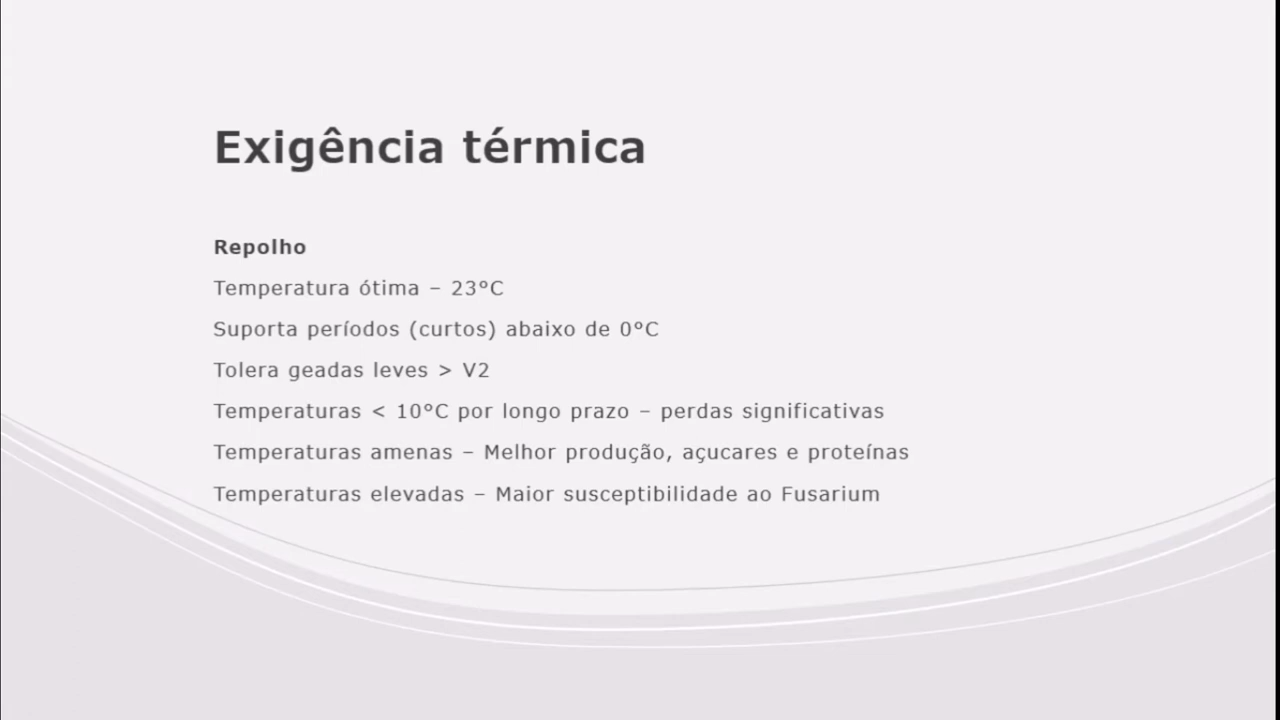 Exigência térmica
Repolho
Temperatura ótima – 23°C
Suporta períodos (curtos) abaixo de 0°C
Tolera geadas leves > V2
Temperaturas < 10°C por longo prazo – perdas significativas
Temperaturas amenas – Melhor produção, açucares e proteínas
Temperaturas elevadas – Maior susceptibilidade ao Fusarium